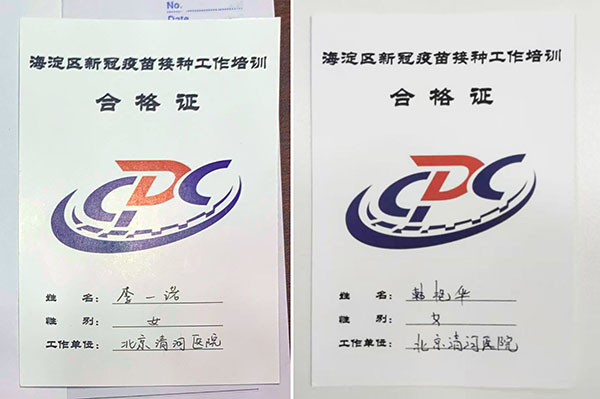 No.
Date
海淀区新冠疫苗接种工作培训
合格证
CDC
姓 名: 李一诺
性 别: 女
工作单位: 北京清河医院
海淀区新冠疫苗接种工作培训
合格证
CDC
姓 名: 韩艳华
性 别: 女
工作单位: 北京清河医院